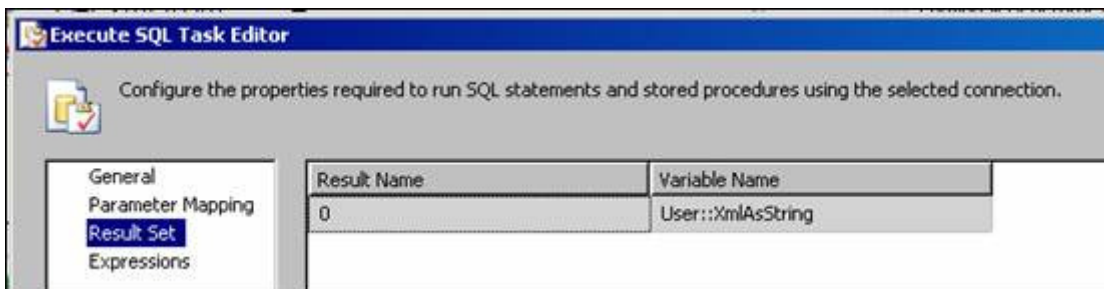 Execute SQL Task Editor
Configure the properties required to run SQL statements and stored procedures using the selected connection.
General
Parameter Mapping
Result Set
Expressions
Result Name Variable Name
0 User::XmlAsString